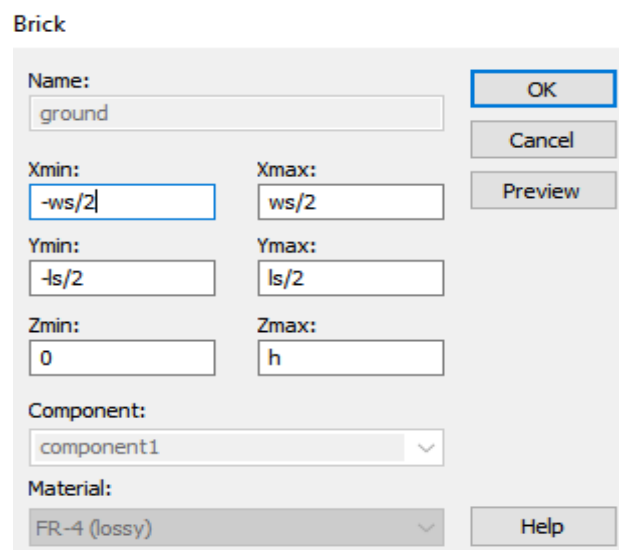 Brick
Name:
ground
OK
Cancel
Xmin: Xmax:
-ws/2 ws/2
Preview
Ymin: Ymax:
-ls/2 ls/2
Zmin: Zmax:
0 h
Component:
component1
Material:
FR-4 (lossy)
Help